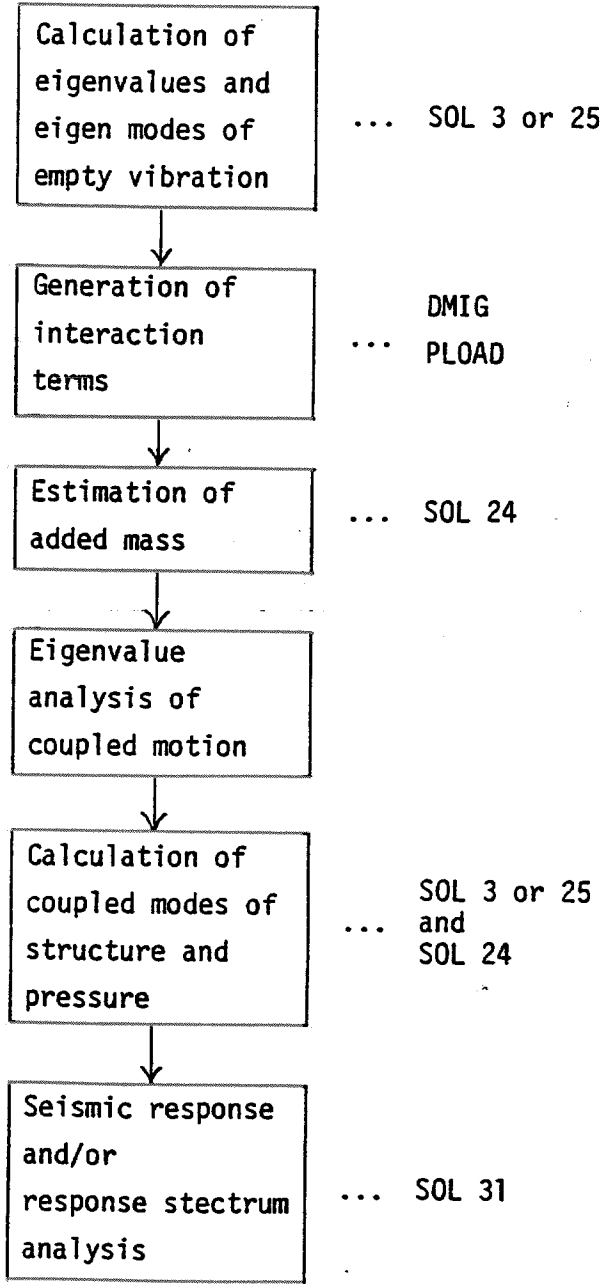 Calculation of
eigenvalues and
eigen modes of
empty vibration
... SOL 3 or 25
Generation of
interaction
terms
...
DMIG
PLOAD
Estimation of
added mass
... SOL 24
Eigenvalue
analysis of
coupled motion
Calculation of
coupled modes of
structure and
pressure
...
SOL 3 or 25
and
SOL 24
Seismic response
and/or
response stectrum
analysis
... SOL 31